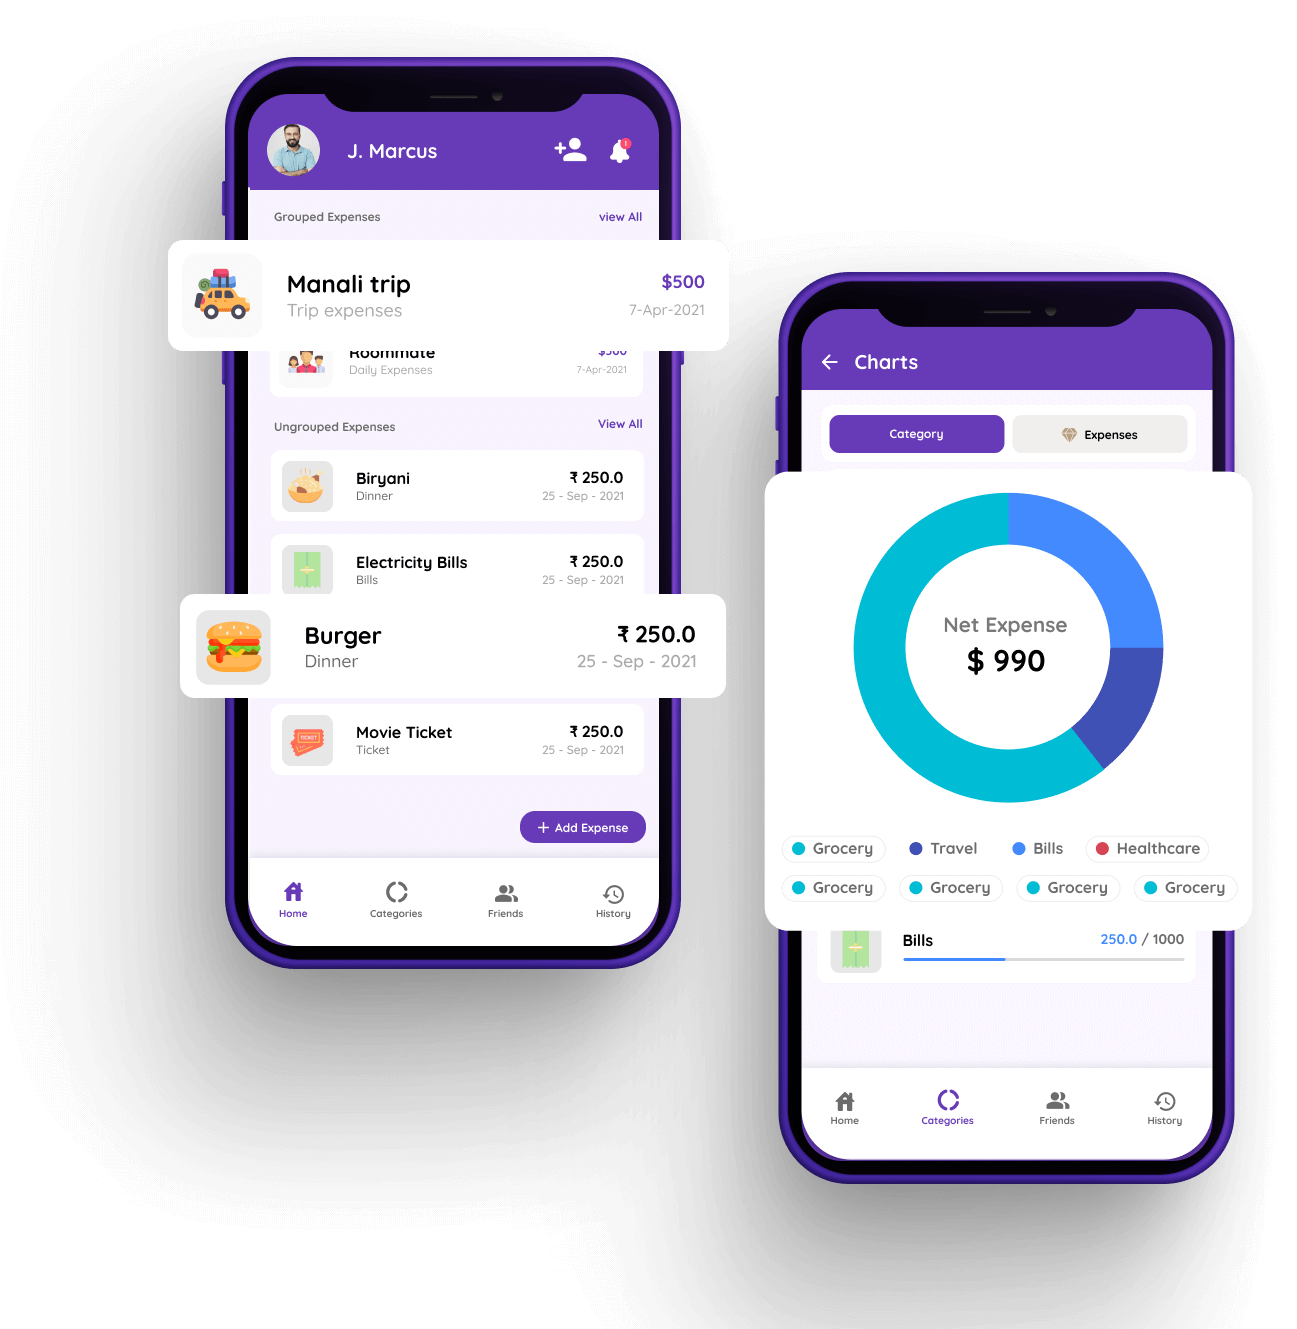 J. Marcus
Grouped Expenses
view All
Manali trip
$500
Trip expenses
7-Apr-2021
Roommate
$500
Daily Expenses
7-Apr-2021
Ungrouped Expenses
View All
Biryani
₹ 250.0
Dinner
25 - Sep - 2021
Electricity Bills
₹ 250.0
Bills
25 - Sep - 2021
Burger
₹ 250.0
Dinner
25 - Sep - 2021
TICKET
Movie Ticket
₹ 250.0
Ticket
25 - Sep - 2021
+ Add Expense
Home
Categories
Friends
History
Charts
Category
Expenses
Net Expense
$ 990
Grocery
Travel
Bills
Healthcare
Grocery
Grocery
Grocery
Grocery
Bills
250.0 / 1000
Home
Categories
Friends
History